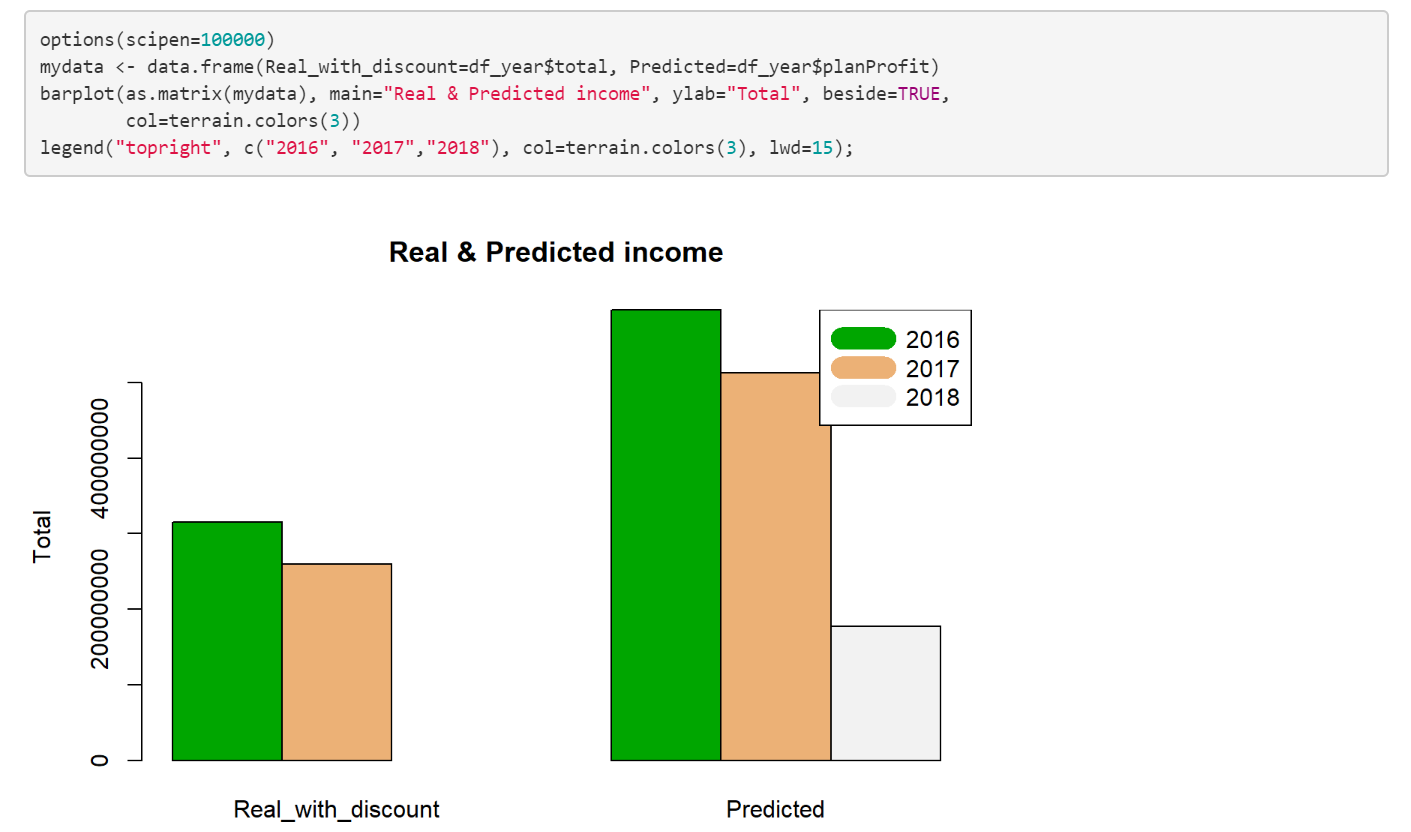 options(scipen=100000)
mydata <- data.frame(Real_with_discount=df_year$total, Predicted=df_year$planProfit)
barplot(as.matrix(mydata), main="Real & Predicted income", ylab="Total", beside=TRUE,
        col=terrain.colors(3))
legend("topright", c("2016", "2017","2018"), col=terrain.colors(3), lwd=15);
Real & Predicted income
2016
2017
2018
Total
400000000
200000000
0
Real_with_discount
Predicted